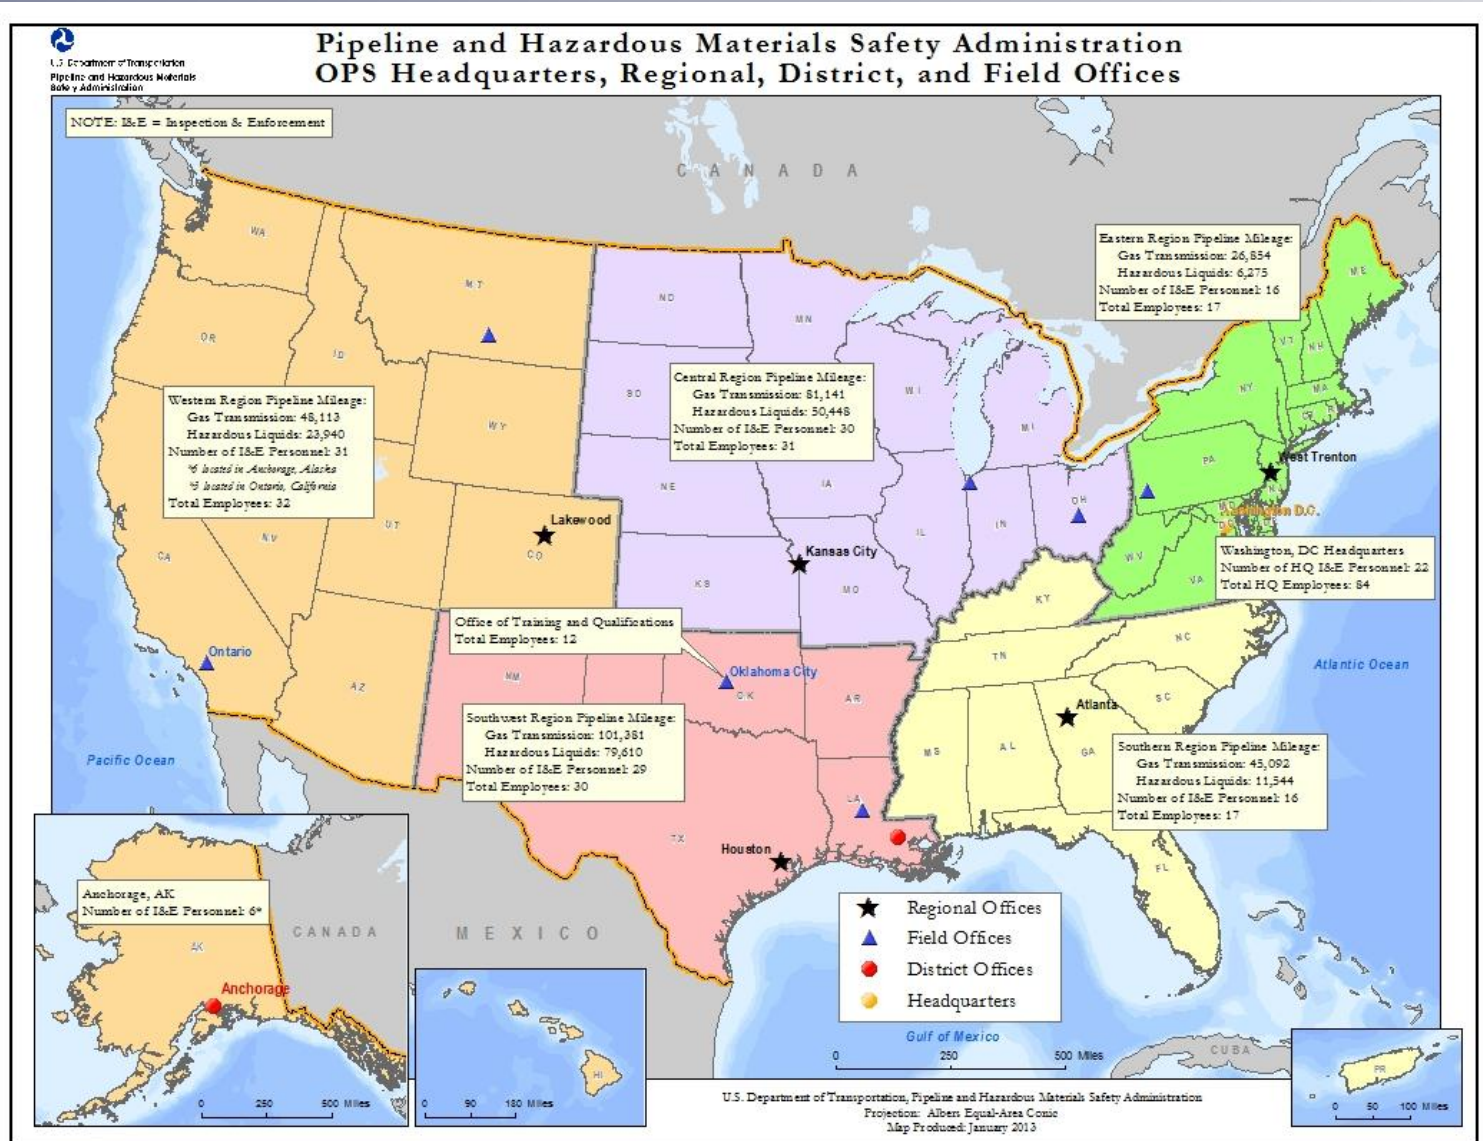 Pipeline and Hazardous Materials Safety Administration
OPS Headquarters, Regional, District, and Field Offices
U.S. Department of Transportation
Pipeline and Hazardous Materials
Safety Administration
NOTE: I&E = Inspection & Enforcement
CANADA
Eastern Region Pipeline Mileage:
Gas Transmission: 26,854
Hazardous Liquids: 6,275
Number of I&E Personnel: 16
Total Employees: 17
WA
MT
ND
MN
ME
OR
ID
SD
WI
VT
NH
NY
MA
CT
RI
Western Region Pipeline Mileage:
Gas Transmission: 48,113
Hazardous Liquids: 23,940
Number of I&E Personnel: 31
*6 located in Anchorage, Alaska
*5 located in Ontario, California
Total Employees: 32
Central Region Pipeline Mileage:
Gas Transmission: 81,141
Hazardous Liquids: 50,448
Number of I&E Personnel: 30
Total Employees: 31
WY
MI
PA
West Trenton
NJ
NE
IA
OH
IN
IL
MD
DE
DC
Washington D.C.
Lakewood
CO
UT
NV
CA
Kansas City
KS
MO
WV
VA
Washington, DC Headquarters
Number of HQ I&E Personnel: 22
Total HQ Employees: 84
KY
Office of Training and Qualifications
Total Employees: 12
NC
TN
Ontario
AZ
NM
Oklahoma City
OK
AR
SC
Atlanta
Atlantic Ocean
Southwest Region Pipeline Mileage:
Gas Transmission: 101,381
Hazardous Liquids: 79,610
Number of I&E Personnel: 29
Total Employees: 30
MS
AL
GA
Southern Region Pipeline Mileage:
Gas Transmission: 45,092
Hazardous Liquids: 11,544
Number of I&E Personnel: 16
Total Employees: 17
Pacific Ocean
LA
TX
Houston
FL
Anchorage, AK
Number of I&E Personnel: 6*
CANADA
AK
Anchorage
0 250 500 Miles
MEXICO
HI
0 90 180 Miles
Regional Offices
Field Offices
District Offices
Headquarters
Gulf of Mexico
0 250 500 Miles
CUBA
PR
0 50 100 Miles
U.S. Department of Transportation, Pipeline and Hazardous Materials Safety Administration
Projection: Albers Equal-Area Conic
Map Produced: January 2013